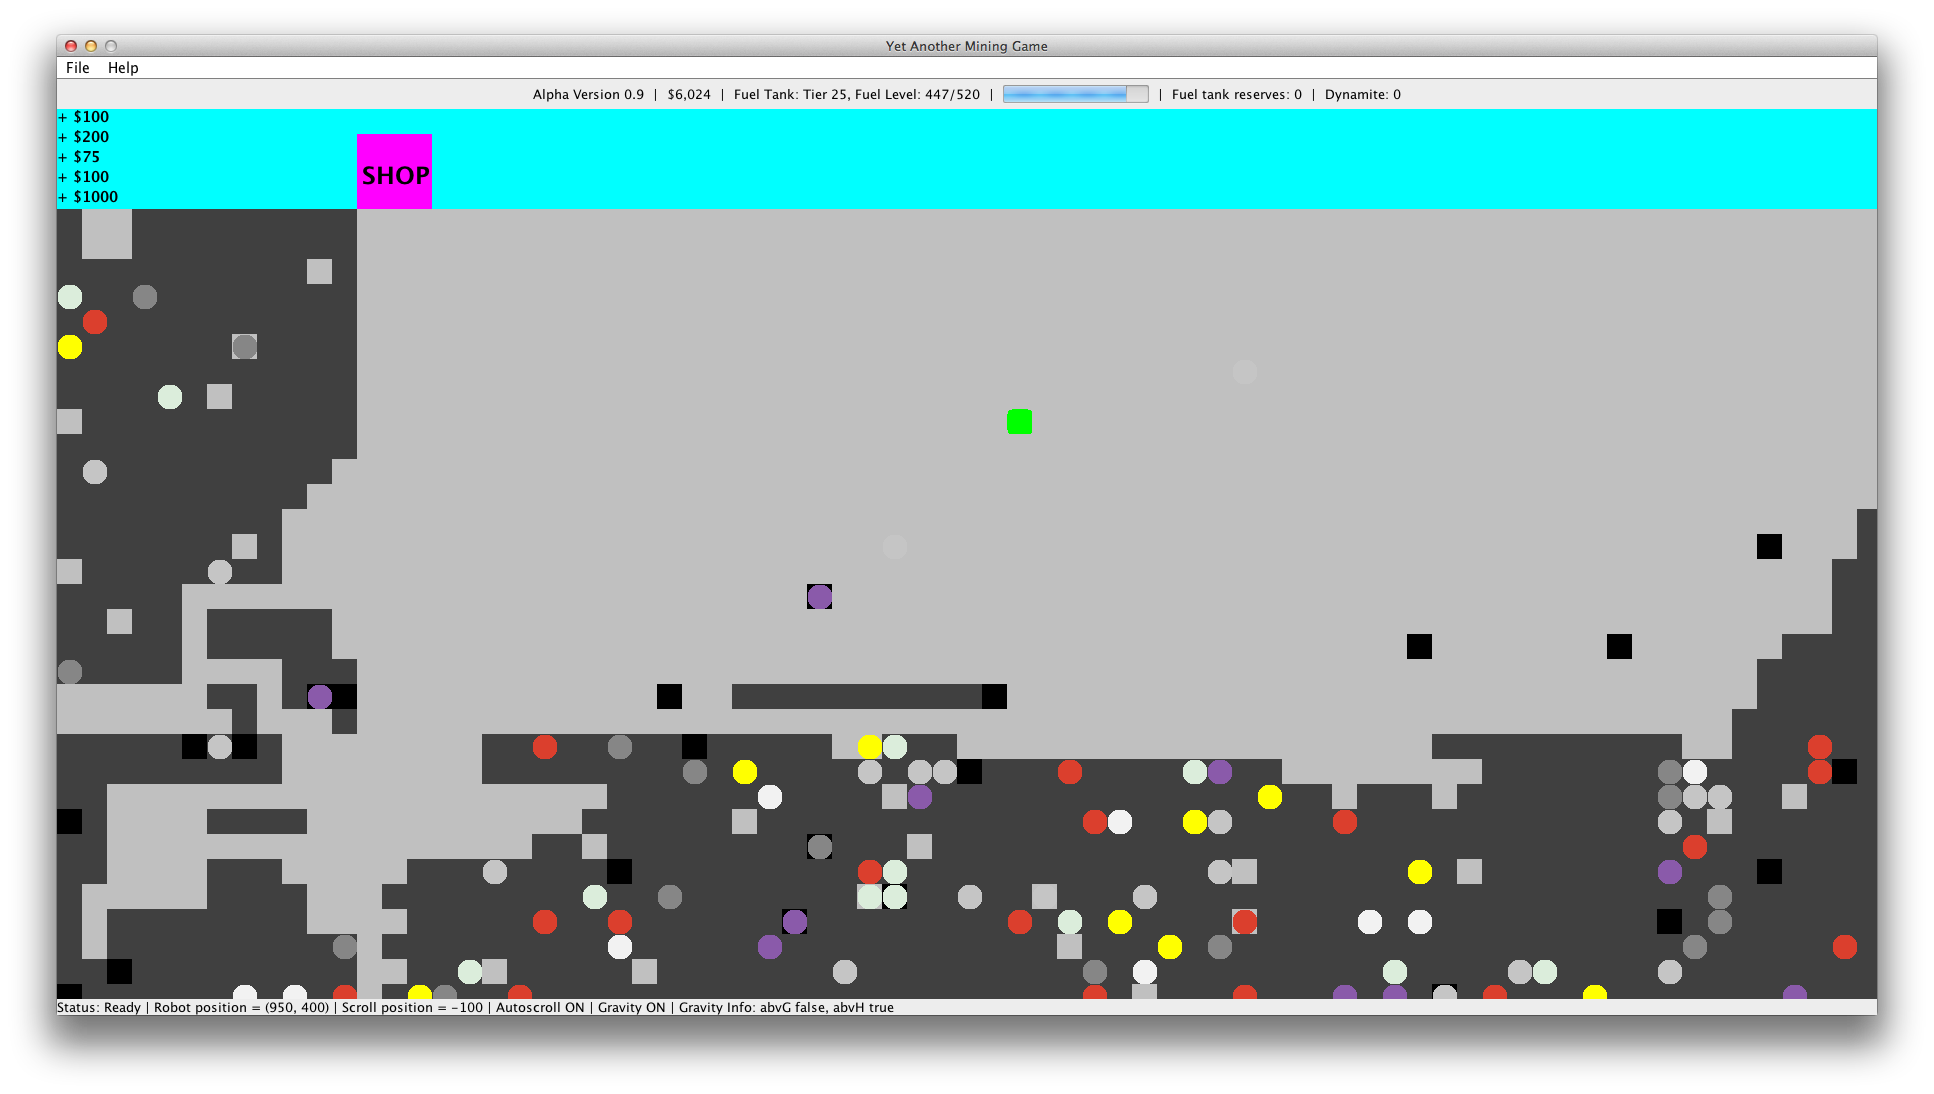 Yet Another Mining Game
File Help
Alpha Version 0.9 | $6,024 | Fuel Tank: Tier 25, Fuel Level: 447/520 | | Fuel tank reserves: 0 | Dynamite: 0
+ $100
+ $200
+ $75
+ $100
+ $1000
SHOP
Status: Ready | Robot position = (950, 400) | Scroll position = -100 | Autoscroll ON | Gravity ON | Gravity Info: abvG false, abvH true